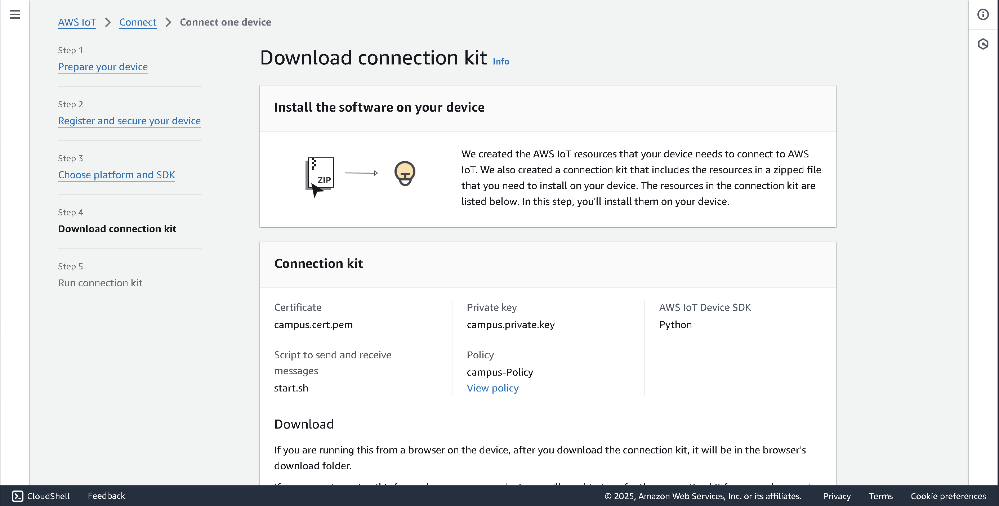 AWS IoT > Connect > Connect one device
Step 1
Prepare your device
Step 2
Register and secure your device
Step 3
Choose platform and SDK
Step 4
Download connection kit
Step 5
Run connection kit
Download connection kit Info
Install the software on your device
ZIP
We created the AWS IoT resources that your device needs to connect to AWS
IoT. We also created a connection kit that includes the resources in a zipped file
that you need to install on your device. The resources in the connection kit are
listed below. In this step, you'll install them on your device.
Connection kit
Certificate
campus.cert.pem
Script to send and receive
messages
start.sh
Private key
campus.private.key
Policy
campus-Policy
View policy
AWS IoT Device SDK
Python
Download
If you are running this from a browser on the device, after you download the connection kit, it will be in the browser's
download folder.
CloudShell Feedback © 2025, Amazon Web Services, Inc. or its affiliates. Privacy Terms Cookie preferences